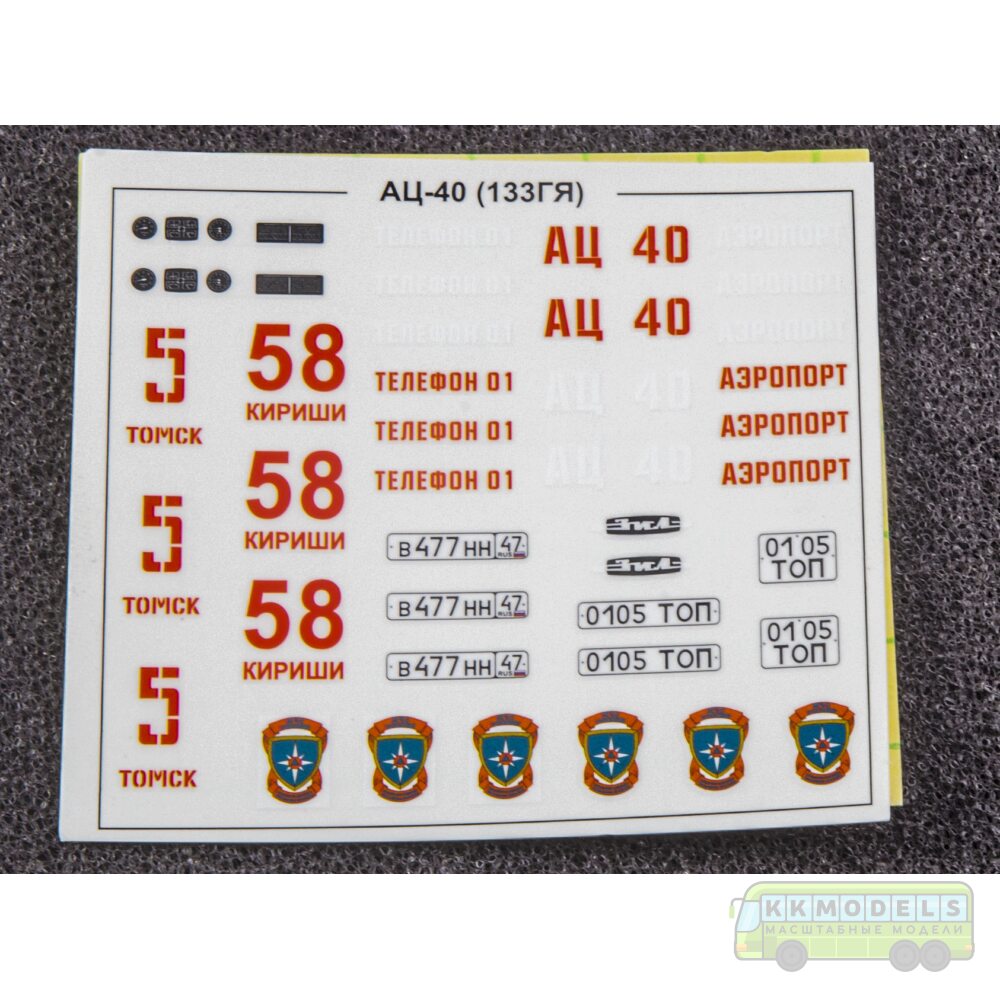 АЦ-40 (133ГЯ)
ТЕЛЕФОН 01
АЦ 40
АЭРОПОРТ
ТЕЛЕФОН 01
АЭРОПОРТ
ТЕЛЕФОН 01
АЦ 40
АЭРОПОРТ
5
ТОМСК
58
КИРИШИ
ТЕЛЕФОН 01
АЦ 40
АЭРОПОРТ
ТЕЛЕФОН 01
АЭРОПОРТ
ТЕЛЕФОН 01
АЦ 40
АЭРОПОРТ
5
ТОМСК
58
КИРИШИ
В 477 НН 47 RUS
ЗИЛ
ЗИЛ
01 05
ТОП
58
КИРИШИ
В 477 НН 47 RUS
0105 ТОП
В 477 НН 47 RUS
0105 ТОП
01 05
ТОП
5
ТОМСК
KKMODELS
МАСШТАБНЫЕ МОДЕЛИ